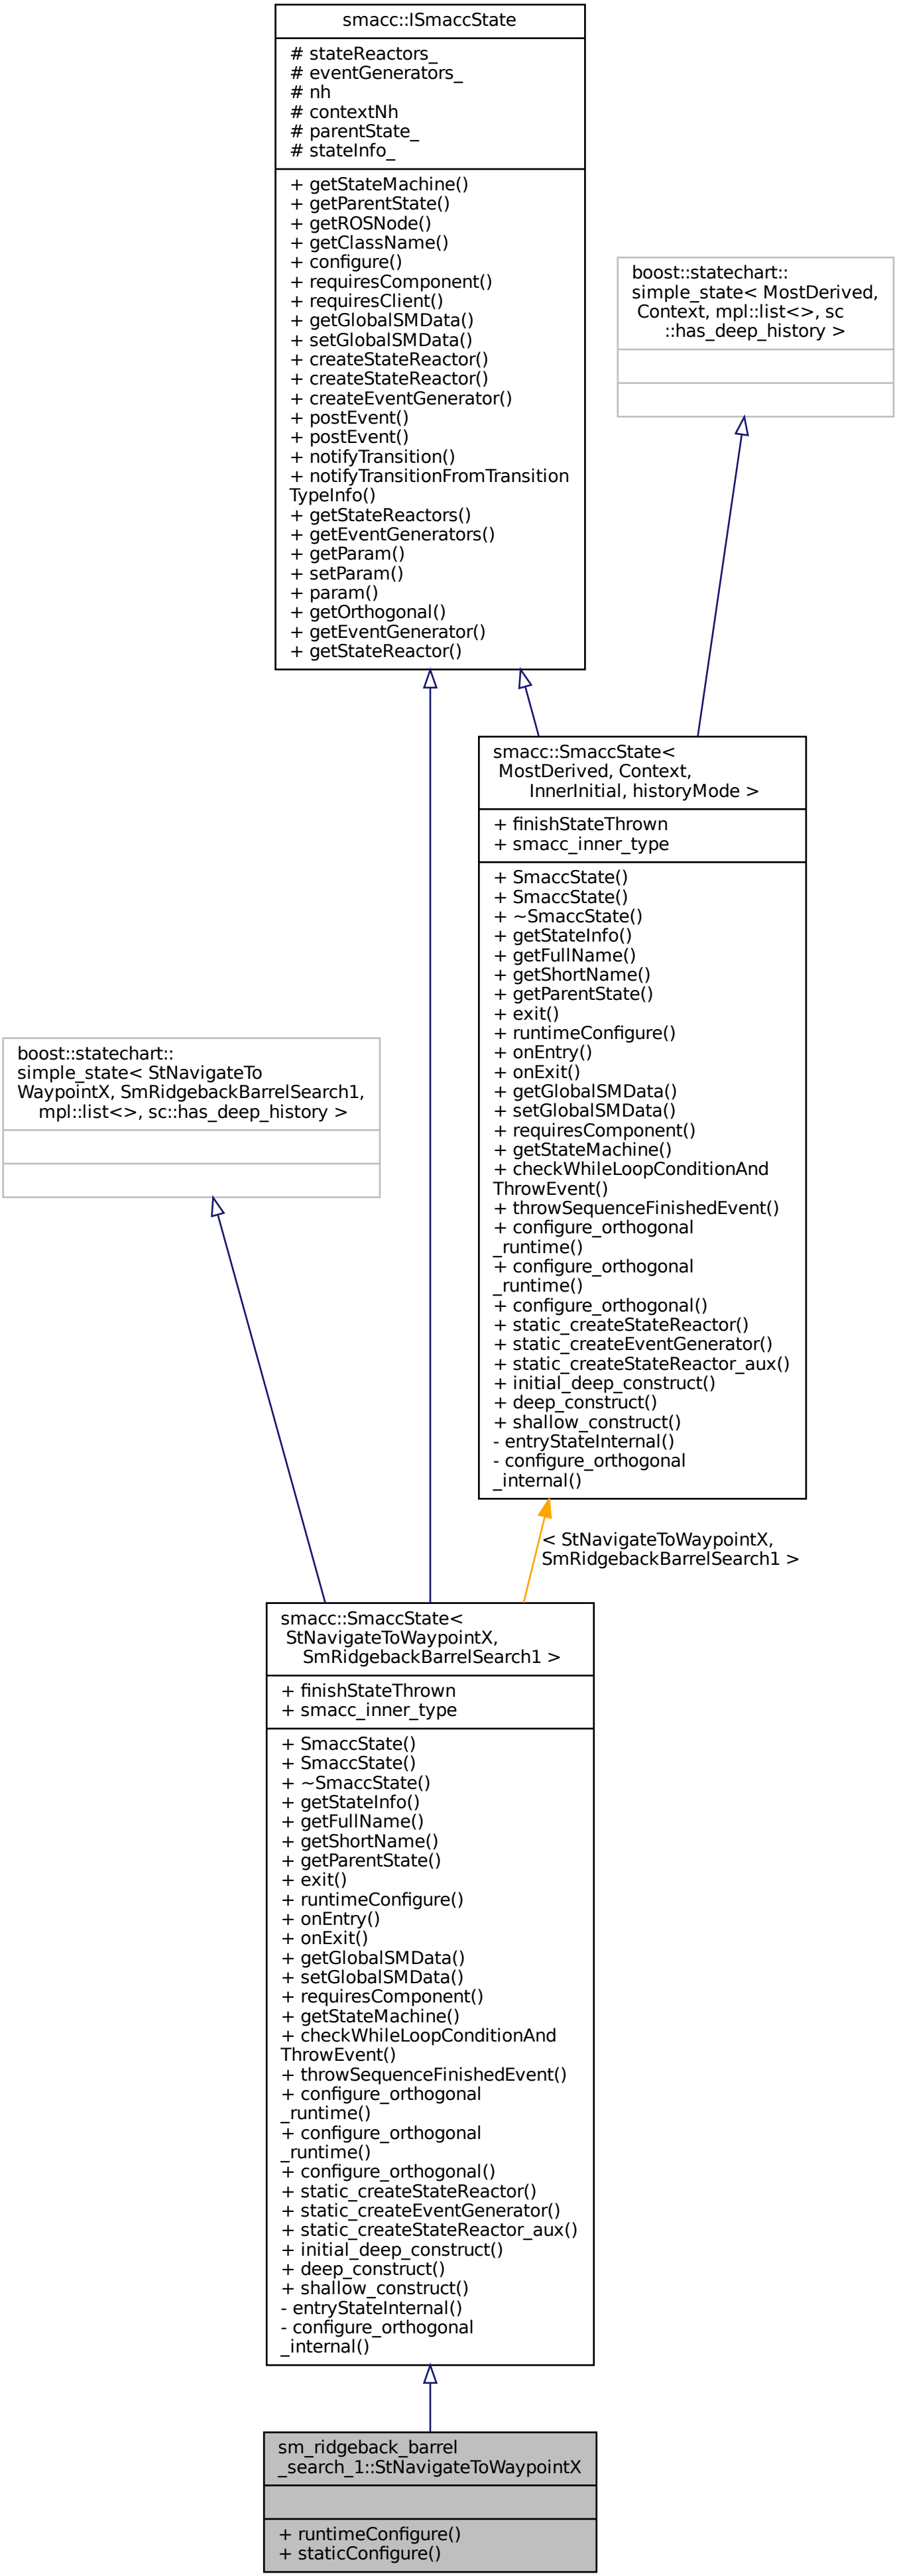 smacc::ISmaccState
# stateReactors_
# eventGenerators_
# nh
# contextNh
# parentState_
# stateInfo_
+ getStateMachine()
+ getParentState()
+ getROSNode()
+ getClassName()
+ configure()
+ requiresComponent()
+ requiresClient()
+ getGlobalSMData()
+ setGlobalSMData()
+ createStateReactor()
+ createStateReactor()
+ createEventGenerator()
+ postEvent()
+ postEvent()
+ notifyTransition()
+ notifyTransitionFromTransition
TypeInfo()
+ getStateReactors()
+ getEventGenerators()
+ getParam()
+ setParam()
+ param()
+ getOrthogonal()
+ getEventGenerator()
+ getStateReactor()
boost::statechart::
simple_state< MostDerived,
Context, mpl::list<>, sc
::has_deep_history >
smacc::SmaccState<
MostDerived, Context,
InnerInitial, historyMode >
+ finishStateThrown
+ smacc_inner_type
+ SmaccState()
+ SmaccState()
+ ~SmaccState()
+ getStateInfo()
+ getFullName()
+ getShortName()
+ getParentState()
+ exit()
+ runtimeConfigure()
+ onEntry()
+ onExit()
+ getGlobalSMData()
+ setGlobalSMData()
+ requiresComponent()
+ getStateMachine()
+ checkWhileLoopConditionAnd
ThrowEvent()
+ throwSequenceFinishedEvent()
+ configure_orthogonal
_runtime()
+ configure_orthogonal
_runtime()
+ configure_orthogonal()
+ static_createStateReactor()
+ static_createEventGenerator()
+ static_createStateReactor_aux()
+ initial_deep_construct()
+ deep_construct()
+ shallow_construct()
- entryStateInternal()
- configure_orthogonal
_internal()
boost::statechart::
simple_state< StNavigateTo
WaypointX, SmRidgebackBarrelSearch1,
mpl::list<>, sc::has_deep_history >
< StNavigateToWaypointX,
SmRidgebackBarrelSearch1 >
smacc::SmaccState<
StNavigateToWaypointX,
SmRidgebackBarrelSearch1 >
+ finishStateThrown
+ smacc_inner_type
+ SmaccState()
+ SmaccState()
+ ~SmaccState()
+ getStateInfo()
+ getFullName()
+ getShortName()
+ getParentState()
+ exit()
+ runtimeConfigure()
+ onEntry()
+ onExit()
+ getGlobalSMData()
+ setGlobalSMData()
+ requiresComponent()
+ getStateMachine()
+ checkWhileLoopConditionAnd
ThrowEvent()
+ throwSequenceFinishedEvent()
+ configure_orthogonal
_runtime()
+ configure_orthogonal
_runtime()
+ configure_orthogonal()
+ static_createStateReactor()
+ static_createEventGenerator()
+ static_createStateReactor_aux()
+ initial_deep_construct()
+ deep_construct()
+ shallow_construct()
- entryStateInternal()
- configure_orthogonal
_internal()
sm_ridgeback_barrel
_search_1::StNavigateToWaypointX
+ runtimeConfigure()
+ staticConfigure()